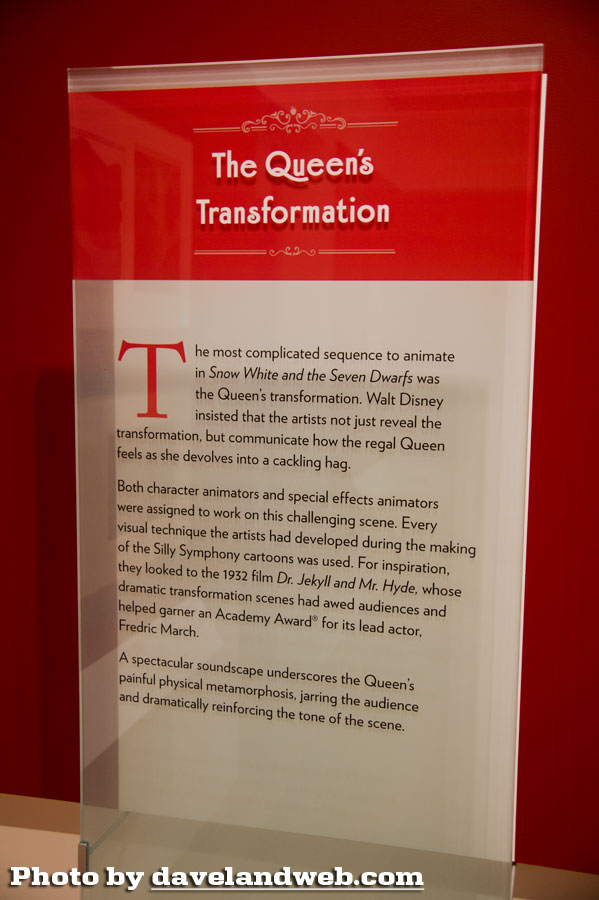 The Queen's
Transformation
The most complicated sequence to animate
in Snow White and the Seven Dwarfs was
the Queen's transformation. Walt Disney
insisted that the artists not just reveal the
transformation, but communicate how the regal Queen
feels as she devolves into a cackling hag.
Both character animators and special effects animators
were assigned to work on this challenging scene. Every
visual technique the artists had developed during the making
of the Silly Symphony cartoons was used. For inspiration,
they looked to the 1932 film Dr. Jekyll and Mr. Hyde, whose
dramatic transformation scenes had awed audiences and
helped garner an Academy Award® for its lead actor,
Fredric March.
A spectacular soundscape underscores the Queen's
painful physical metamorphosis, jarring the audience
and dramatically reinforcing the tone of the scene.
Photo by davelandweb.com